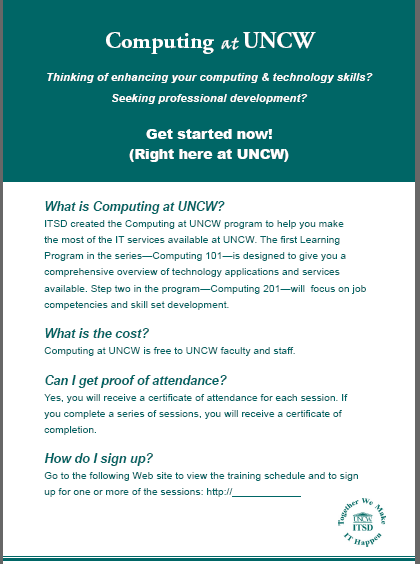 Computing at UNCW
Thinking of enhancing your computing & technology skills?
Seeking professional development?
Get started now!
(Right here at UNCW)
What is Computing at UNCW?
ITSD created the Computing at UNCW program to help you make
the most of the IT services available at UNCW. The first Learning
Program in the series—Computing 101—is designed to give you a
comprehensive overview of technology applications and services
available. Step two in the program—Computing 201—will  focus on job
competencies and skill set development.
What is the cost?
Computing at UNCW is free to UNCW faculty and staff.
Can I get proof of attendance?
Yes, you will receive a certificate of attendance for each session. If
you complete a series of sessions, you will receive a certificate of
completion.
How do I sign up?
Go to the following Web site to view the training schedule and to sign
up for one or more of the sessions: http://_____________
Together We Make
UNCW
ITSD
IT Happen